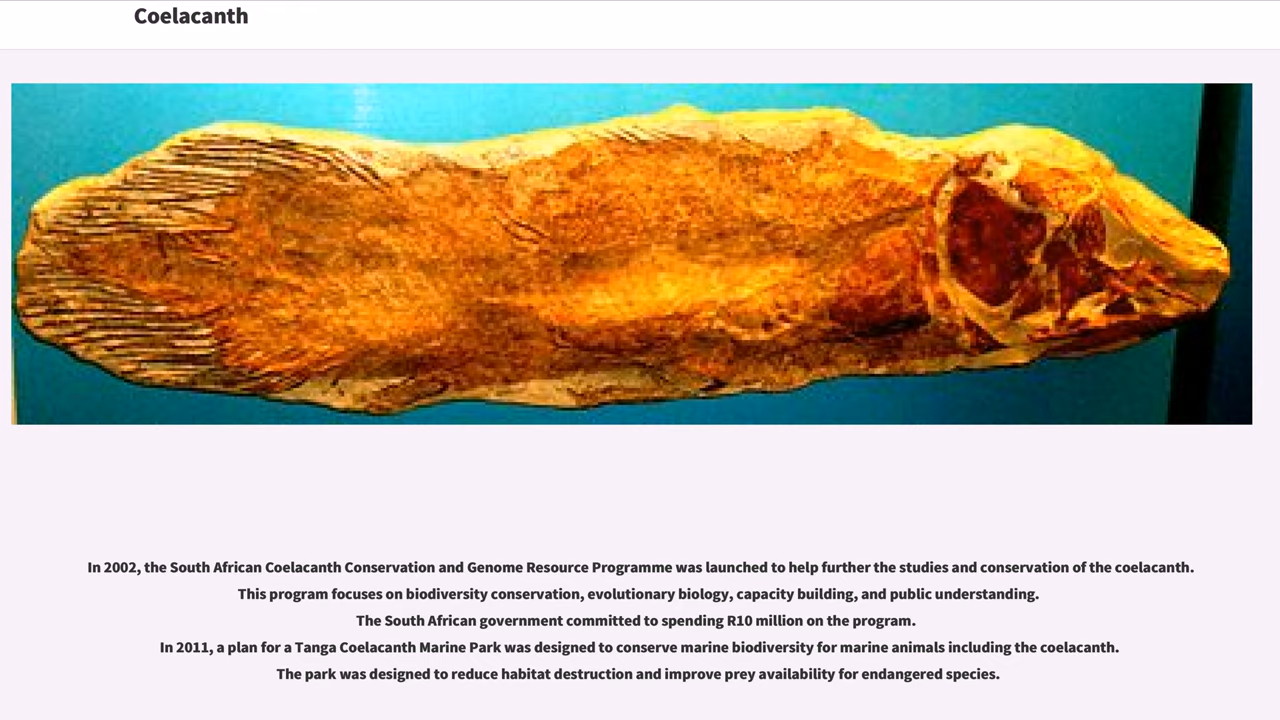 Coelacanth
In 2002, the South African Coelacanth Conservation and Genome Resource Programme was launched to help further the studies and conservation of the coelacanth.
This program focuses on biodiversity conservation, evolutionary biology, capacity building, and public understanding.
The South African government committed to spending R10 million on the program.
In 2011, a plan for a Tanga Coelacanth Marine Park was designed to conserve marine biodiversity for marine animals including the coelacanth.
The park was designed to reduce habitat destruction and improve prey availability for endangered species.